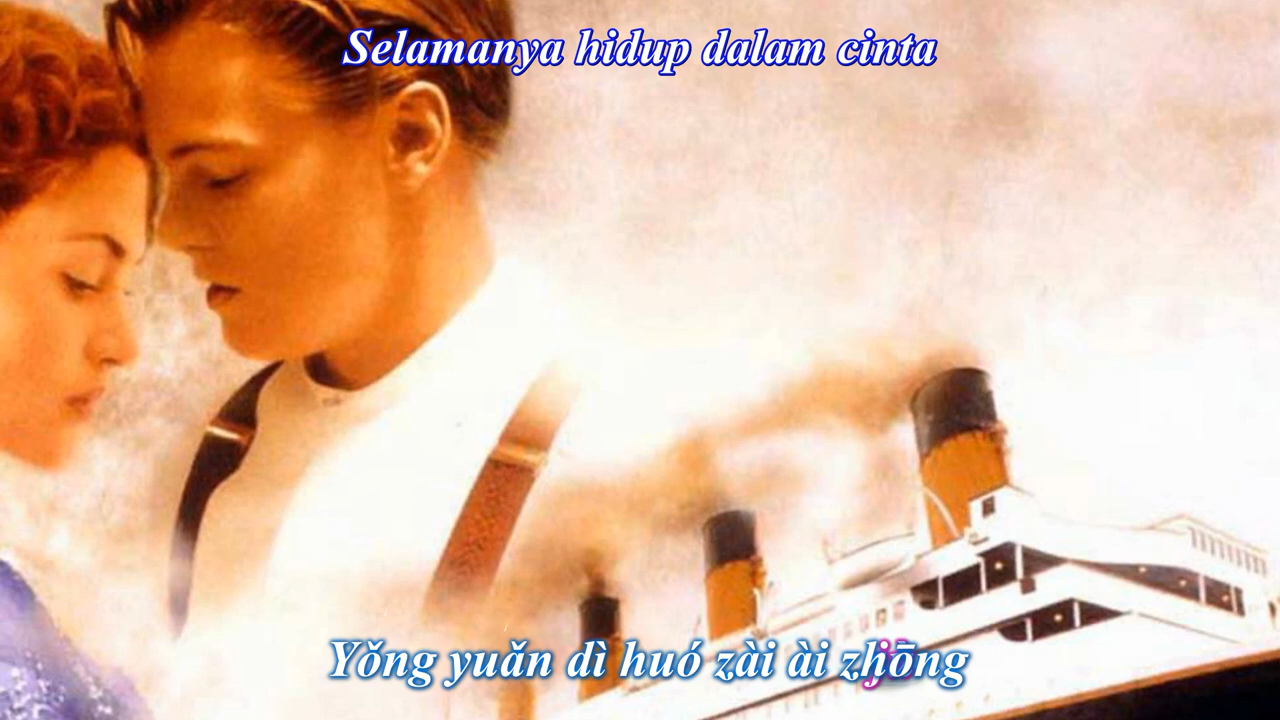 Selamanya hidup dalam cinta
Yǒng yuǎn dì huó zài ài zhōng